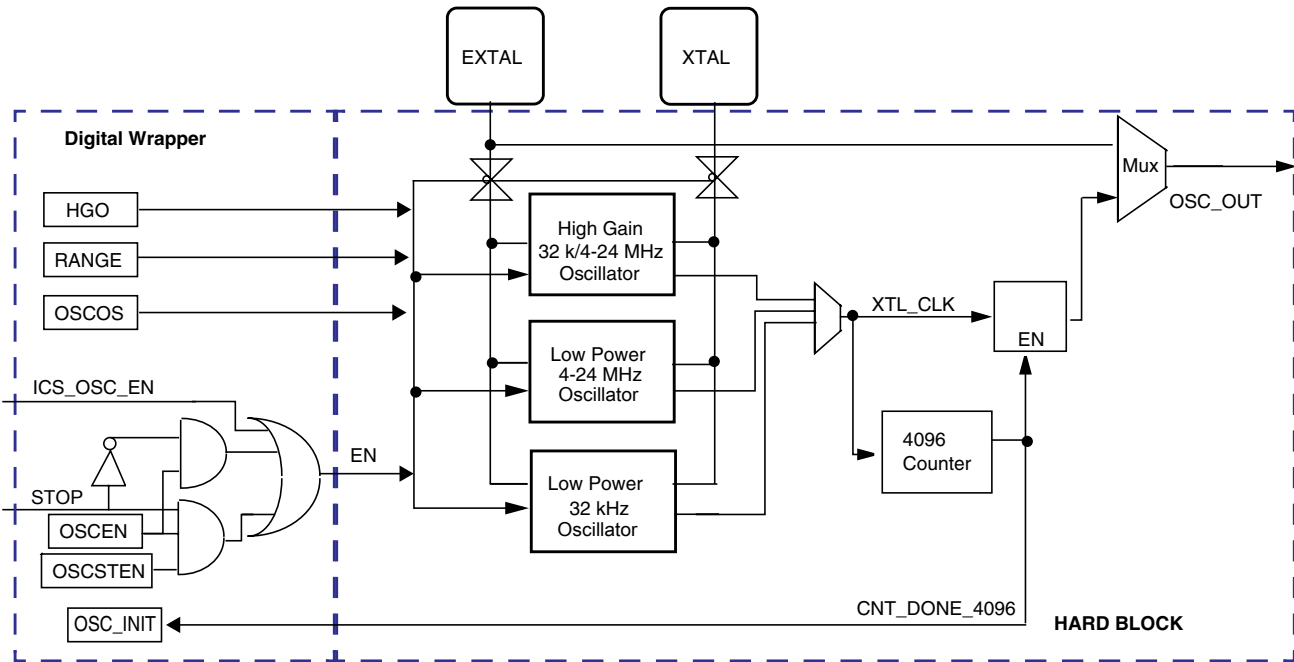 EXTAL
XTAL
Digital Wrapper
Mux
OSC_OUT
HGO
RANGE
OSCOS
High Gain
32 k/4-24 MHz
Oscillator
XTL_CLK
EN
Low Power
4-24 MHz
Oscillator
ICS_OSC_EN
EN
4096
Counter
Low Power
32 kHz
Oscillator
STOP
OSCEN
OSCSTEN
OSC_INIT
CNT_DONE_4096
HARD BLOCK